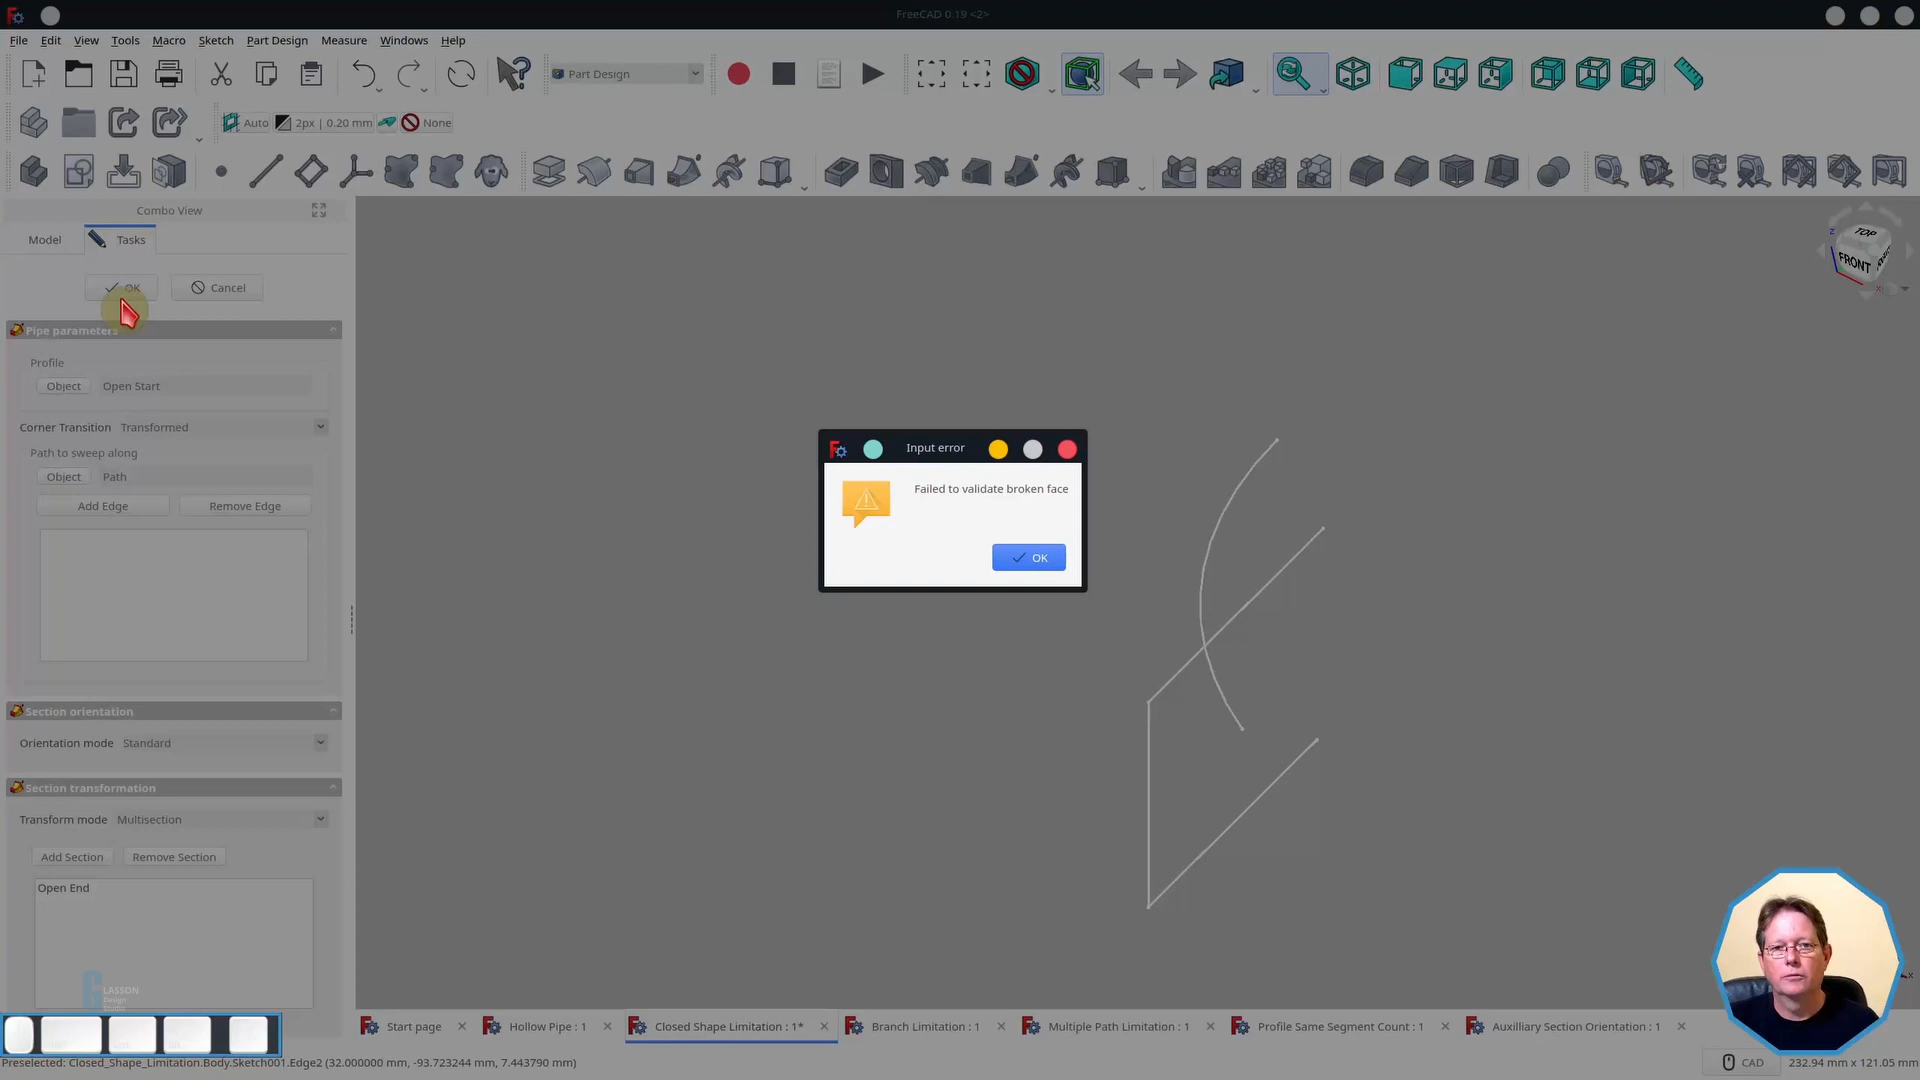 FreeCAD 0.19 <2>
File Edit View Tools Macro Sketch Part Design Measure Windows Help
Part Design
Auto 2px | 0.20 mm None
Combo View
Model Tasks
OK Cancel
Pipe parameters
Profile
Object Open Start
Corner Transition Transformed
Path to sweep along
Object Path
Add Edge Remove Edge
Section orientation
Orientation mode Standard
Section transformation
Transform mode Multisection
Add Section Remove Section
Open End
LASSON
Design
Studio
Input error
Failed to validate broken face
OK
TOP
FRONT
Z
X
Start page Hollow Pipe : 1 Closed Shape Limitation : 1* Branch Limitation : 1 Multiple Path Limitation : 1 Profile Same Segment Count : 1 Auxilliary Section Orientation : 1
Preselected: Closed_Shape_Limitation.Body.Sketch001.Edge2 (32.000000 mm, -93.723244 mm, 7.443790 mm)
CAD 232.94 mm x 121.05 mm